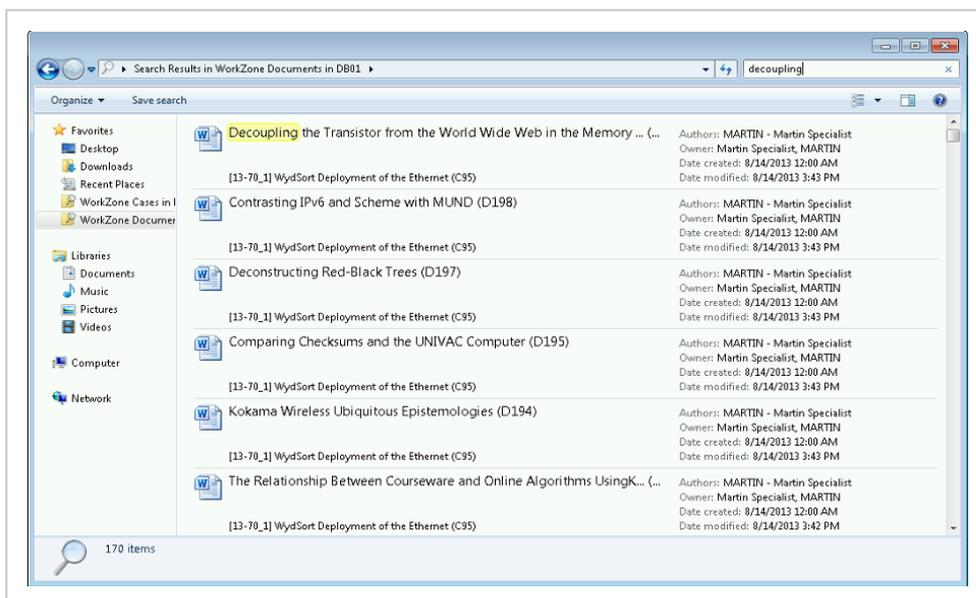 Search Results in WorkZone Documents in DB01
decoupling
Organize Save search
Favorites
Desktop
Downloads
Recent Places
WorkZone Cases in I
WorkZone Documer
Libraries
Documents
Music
Pictures
Videos
Computer
Network
Decoupling the Transistor from the World Wide Web in the Memory ... (...
[13-70_1] WydSort Deployment of the Ethernet (C95)
Authors: MARTIN - Martin Specialist
Owner: Martin Specialist, MARTIN
Date created: 8/14/2013 12:00 AM
Date modified: 8/14/2013 3:43 PM
Contrasting IPv6 and Scheme with MUND (D198)
[13-70_1] WydSort Deployment of the Ethernet (C95)
Authors: MARTIN - Martin Specialist
Owner: Martin Specialist, MARTIN
Date created: 8/14/2013 12:00 AM
Date modified: 8/14/2013 3:43 PM
Deconstructing Red-Black Trees (D197)
[13-70_1] WydSort Deployment of the Ethernet (C95)
Authors: MARTIN - Martin Specialist
Owner: Martin Specialist, MARTIN
Date created: 8/14/2013 12:00 AM
Date modified: 8/14/2013 3:43 PM
Comparing Checksums and the UNIVAC Computer (D195)
[13-70_1] WydSort Deployment of the Ethernet (C95)
Authors: MARTIN - Martin Specialist
Owner: Martin Specialist, MARTIN
Date created: 8/14/2013 12:00 AM
Date modified: 8/14/2013 3:43 PM
Kokama Wireless Ubiquitous Epistemologies (D194)
[13-70_1] WydSort Deployment of the Ethernet (C95)
Authors: MARTIN - Martin Specialist
Owner: Martin Specialist, MARTIN
Date created: 8/14/2013 12:00 AM
Date modified: 8/14/2013 3:43 PM
The Relationship Between Courseware and Online Algorithms UsingK... (...
[13-70_1] WydSort Deployment of the Ethernet (C95)
Authors: MARTIN - Martin Specialist
Owner: Martin Specialist, MARTIN
Date created: 8/14/2013 12:00 AM
Date modified: 8/14/2013 3:42 PM
170 items